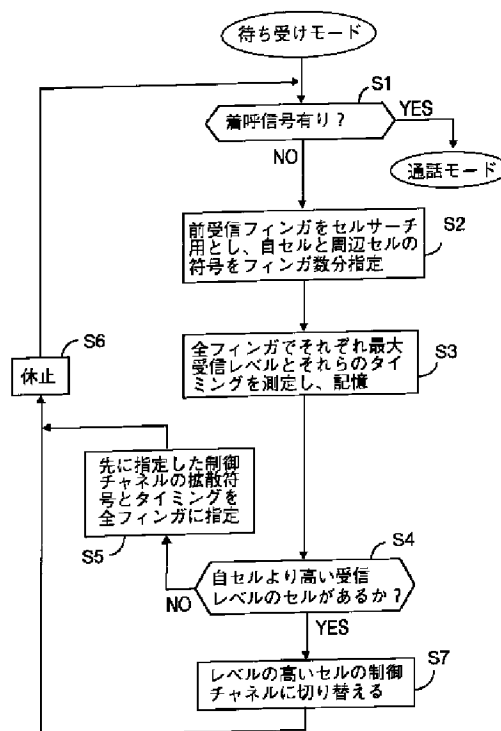 待ち受けモード
S1
着呼信号有り？
YES
NO
通話モード
前受信フィンガをセルサーチ
用とし、自セルと周辺セルの
符号をフィンガ数分指定
S2
S6
休止
全フィンガでそれぞれ最大
受信レベルとそれらのタイ
ミングを測定し、記憶
S3
先に指定した制御
チャネルの拡散符
号とタイミングを
全フィンガに指定
S5
S4
自セルより高い受信
レベルのセルがあるか？
NO
YES
S7
レベルの高いセルの制御
チャネルに切り替える